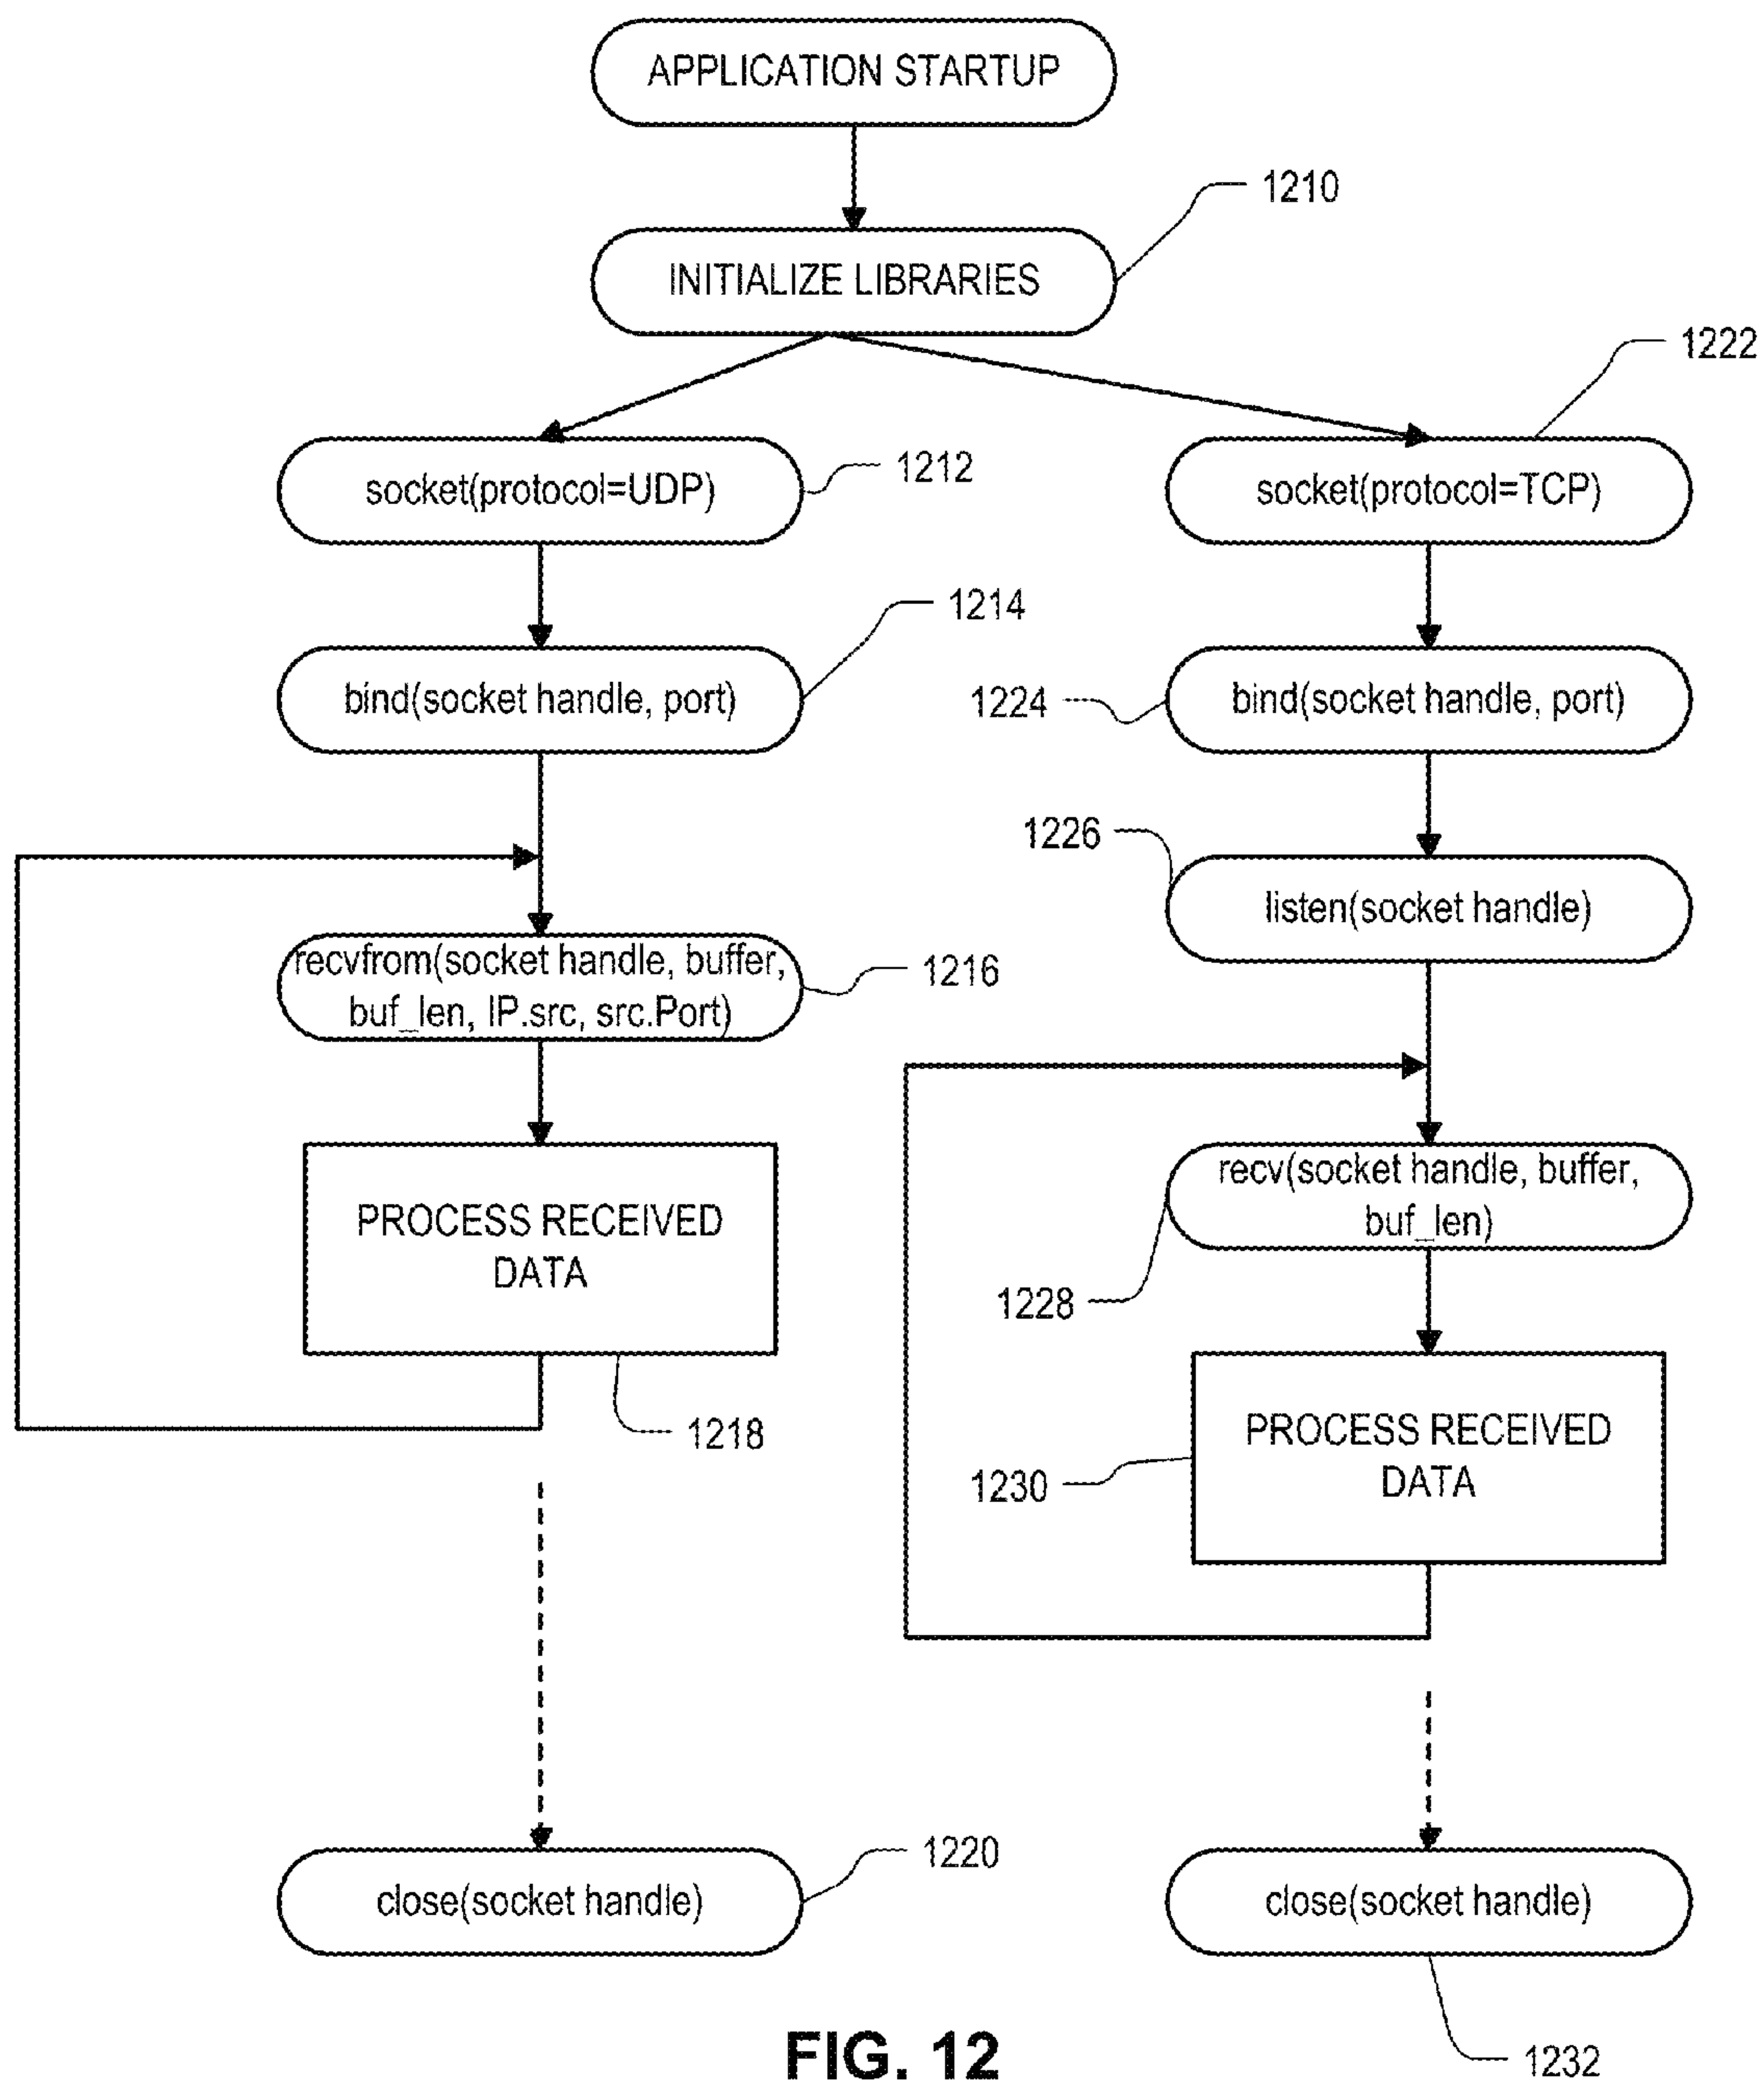 APPLICATION STARTUP
1210
INITIALIZE LIBRARIES
1222
socket(protocol=UDP)
1212
socket(protocol=TCP)
1214
bind(socket handle, port)
1224
bind(socket handle, port)
1226
listen(socket handle)
recvfrom(socket handle, buffer,
buf_len, IP.src, src.Port)
1216
PROCESS RECEIVED
DATA
1218
recv(socket handle, buffer,
buf_len)
1228
PROCESS RECEIVED
DATA
1230
close(socket handle)
1220
close(socket handle)
1232
FIG. 12